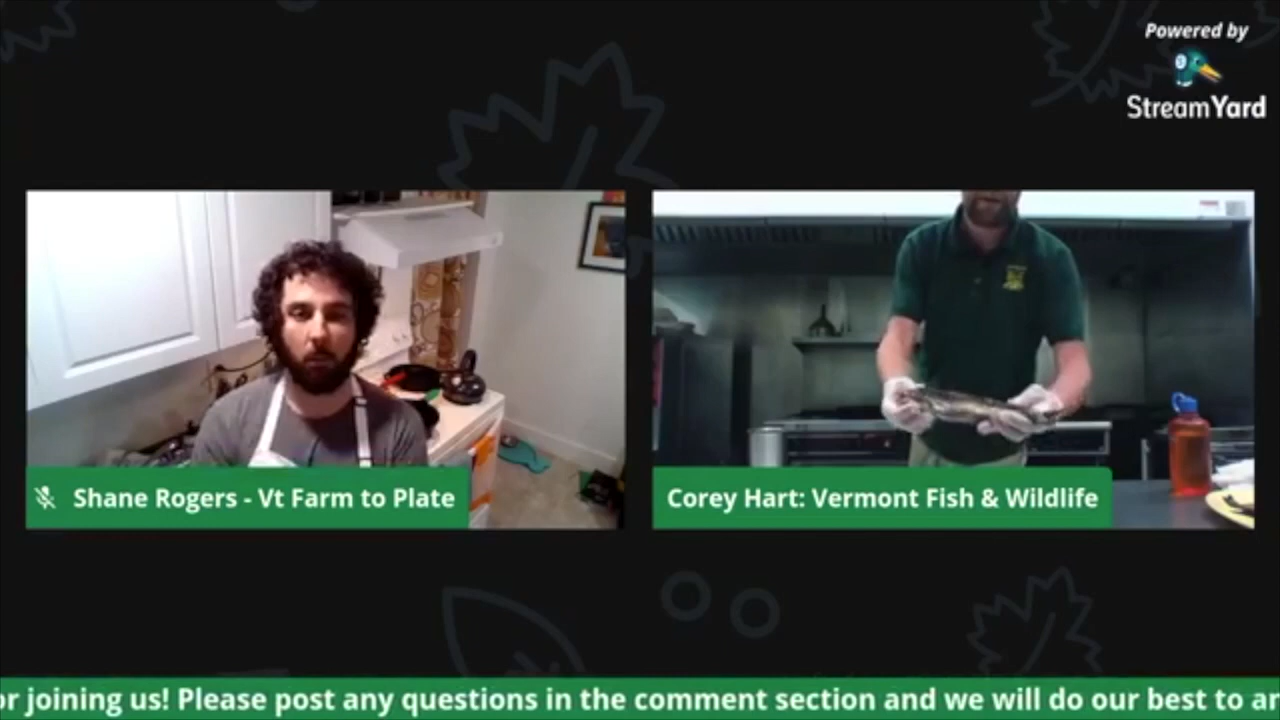 Powered by
StreamYard
Shane Rogers - Vt Farm to Plate
Corey Hart: Vermont Fish & Wildlife
joining us! Please post any questions in the comment section and we will do our best to